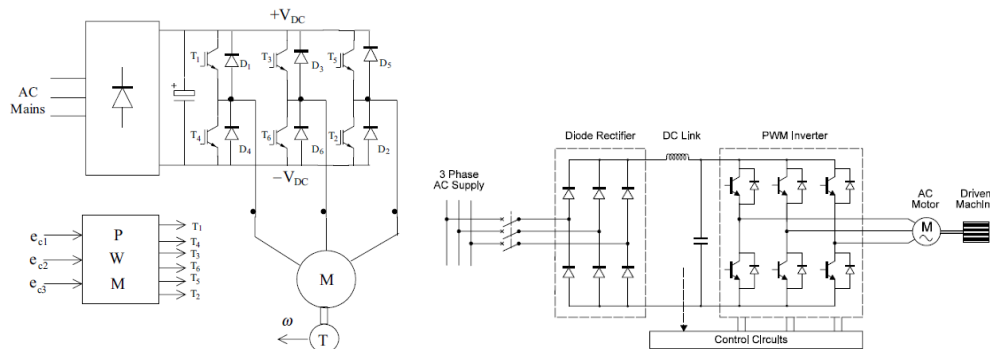 +V_DC
T₁
D₁
T₃
D₃
T₅
D₅
AC
Mains
+
T₄
D₄
T₆
D₆
T₂
D₂
−V_DC
e_c1
e_c2
e_c3
P
W
M
T₁
T₄
T₃
T₆
T₅
T₂
M
ω
T
Diode Rectifier
DC Link
PWM Inverter
3 Phase
AC Supply
AC
Motor
Driven
Machin
M
Control Circuits